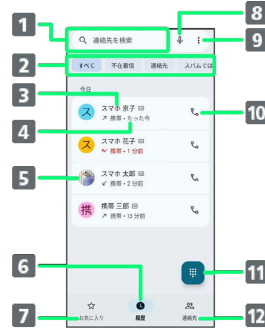 1
連絡先を検索
8
9
2
すべて 不在着信 連絡先 スパムでは
今日
3
スマホ 京子
↗ 携帯・たった今
4
10
スマホ 花子
携帯・1 分前
5
スマホ 太郎
↙ 携帯・2 分前
携
携帯 三郎
↗ 携帯・13 分前
6
11
7
お気に入り
履歴
連絡先
12
ス
ス